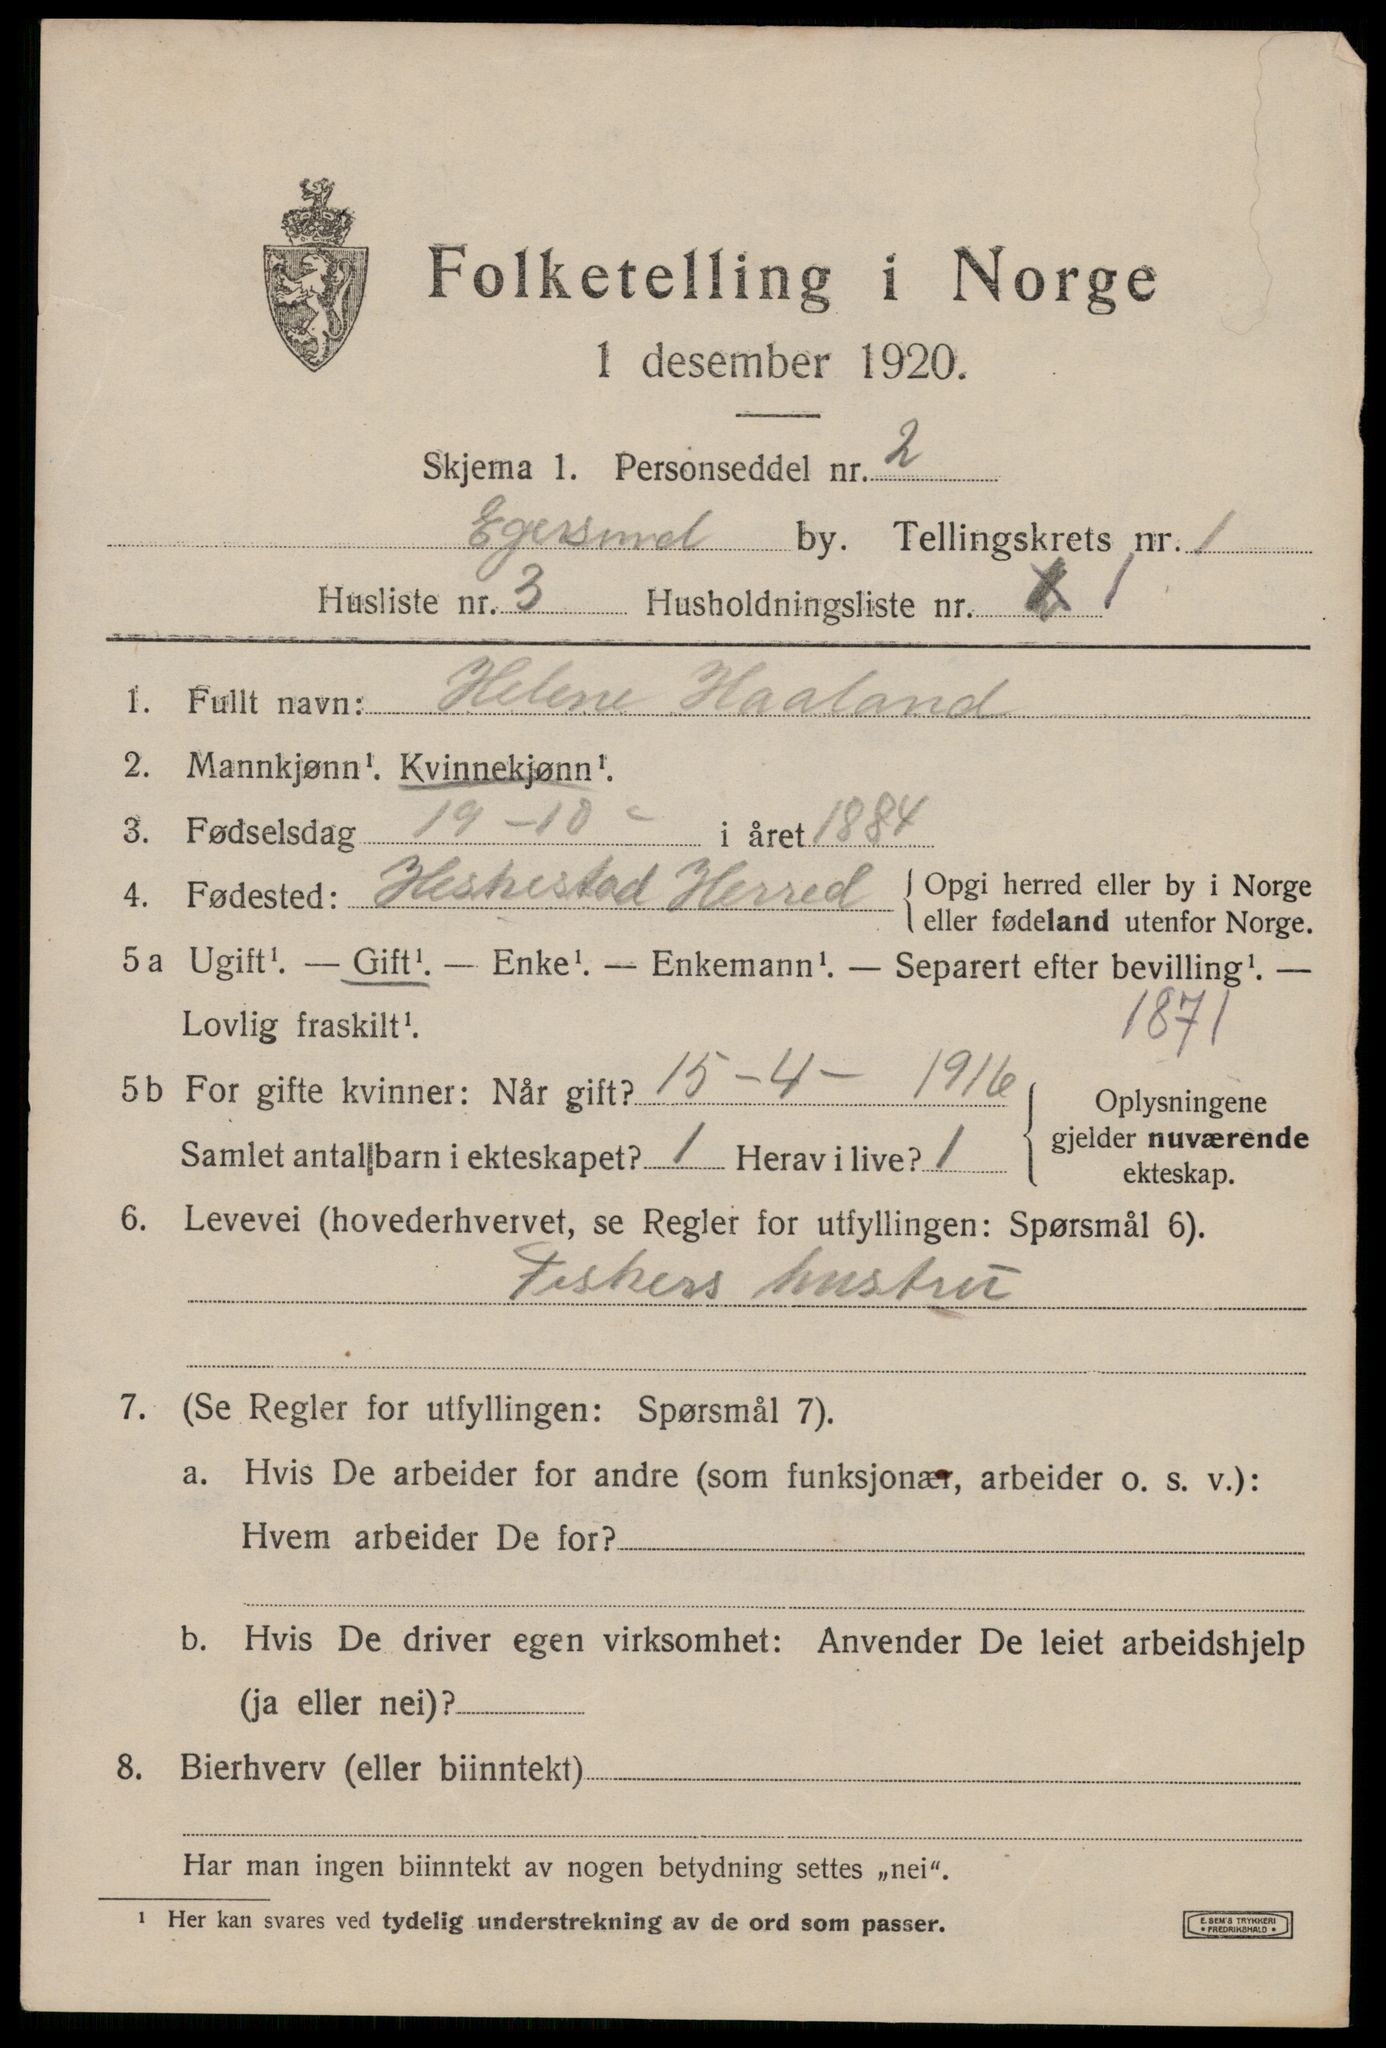 Folketelling i Norge
1 desember 1920.
Skjema 1. Personseddel nr. 2
Egersund by. Tellingskrets nr. 1
Husliste nr. 3 Husholdningsliste nr. 1
1. Fullt navn: Helene Haaland
2. Mannkjønn¹. Kvinnekjønn¹.
3. Fødselsdag 19-10- i året 1884
4. Fødested: Heskestad Herred { Opgi herred eller by i Norge
eller fødeland utenfor Norge.
5a Ugift¹. — Gift¹. — Enke¹. — Enkemann¹. — Separert efter bevilling¹. —
Lovlig fraskilt¹. 1871
5b For gifte kvinner: Når gift? 15-4- 1916 { Oplysningene
gjelder nuværende
ekteskap.
Samlet antal barn i ekteskapet? 1 Herav i live? 1
6. Levevei (hovederhvervet, se Regler for utfyllingen: Spørsmål 6).
Fiskers hustru
7. (Se Regler for utfyllingen: Spørsmål 7).
a. Hvis De arbeider for andre (som funksjonær, arbeider o. s. v.):
Hvem arbeider De for?
b. Hvis De driver egen virksomhet: Anvender De leiet arbeidshjelp
(ja eller nei)?
8. Bierhverv (eller biinntekt)
Har man ingen biinntekt av nogen betydning settes „nei“.
¹ Her kan svares ved tydelig understrekning av de ord som passer.
E. SEM'S TRYKKERI
* FREDRIKSHALD *